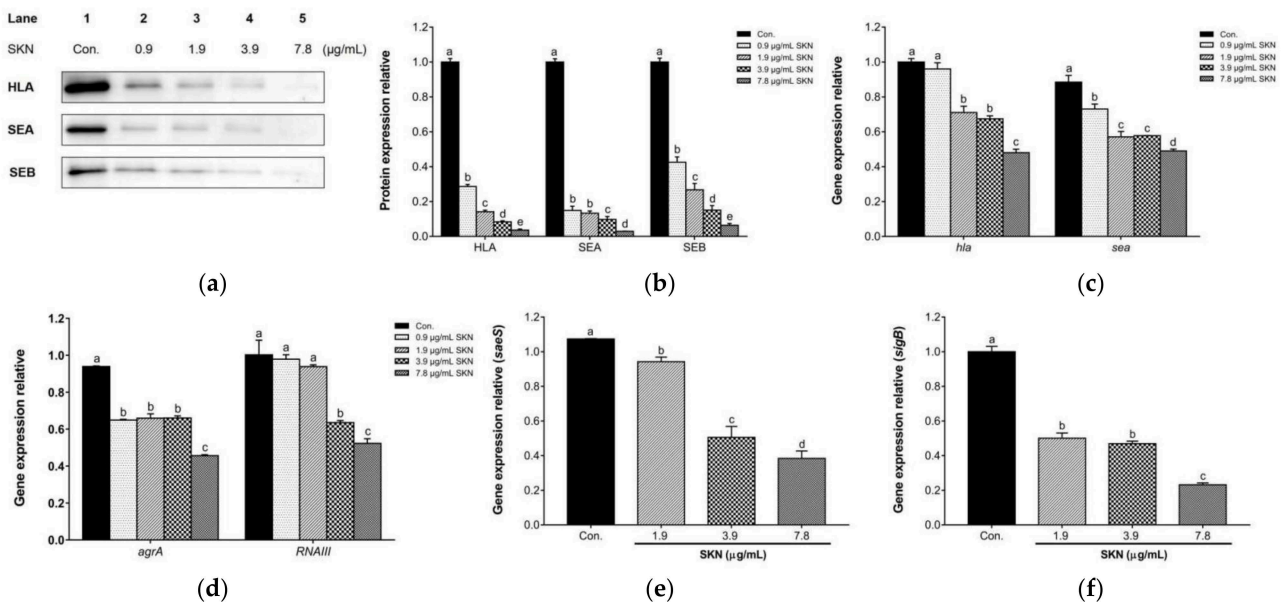 Lane 1 2 3 4 5
SKN Con. 0.9 1.9 3.9 7.8 (μg/mL)
HLA
SEA
SEB
(a)
Protein expression relative
1.4
1.2
1.0
0.8
0.6
0.4
0.2
0.0
a b c d e
a b b c d
a b c d e
HLA SEA SEB
Con.
0.9 μg/mL SKN
1.9 μg/mL SKN
3.9 μg/mL SKN
7.8 μg/mL SKN
(b)
Gene expression relative
1.2
1.0
0.8
0.6
0.4
0.2
0.0
a a b b c
a b c c d
hla sea
Con.
0.9 μg/mL SKN
1.9 μg/mL SKN
3.9 μg/mL SKN
7.8 μg/mL SKN
(c)
Gene expression relative
1.2
1.0
0.8
0.6
0.4
0.2
0.0
a b b b c
a a a b c
agrA RNAIII
Con.
0.9 μg/mL SKN
1.9 μg/mL SKN
3.9 μg/mL SKN
7.8 μg/mL SKN
(d)
Gene expression relative (saeS)
1.2
1.0
0.8
0.6
0.4
0.2
0.0
a b c d
Con. 1.9 3.9 7.8
SKN (μg/mL)
(e)
Gene expression relative (sigB)
1.2
1.0
0.8
0.6
0.4
0.2
0.0
a b b c
Con. 1.9 3.9 7.8
SKN (μg/mL)
(f)